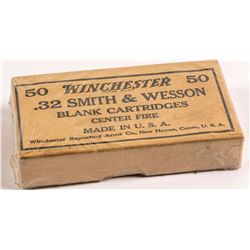 50 WINCHESTER 50
.32 SMITH & WESSON
BLANK CARTRIDGES
CENTER FIRE
MADE IN U. S. A.
Winchester Repeating Arms Co., New Haven, Conn., U. S. A.